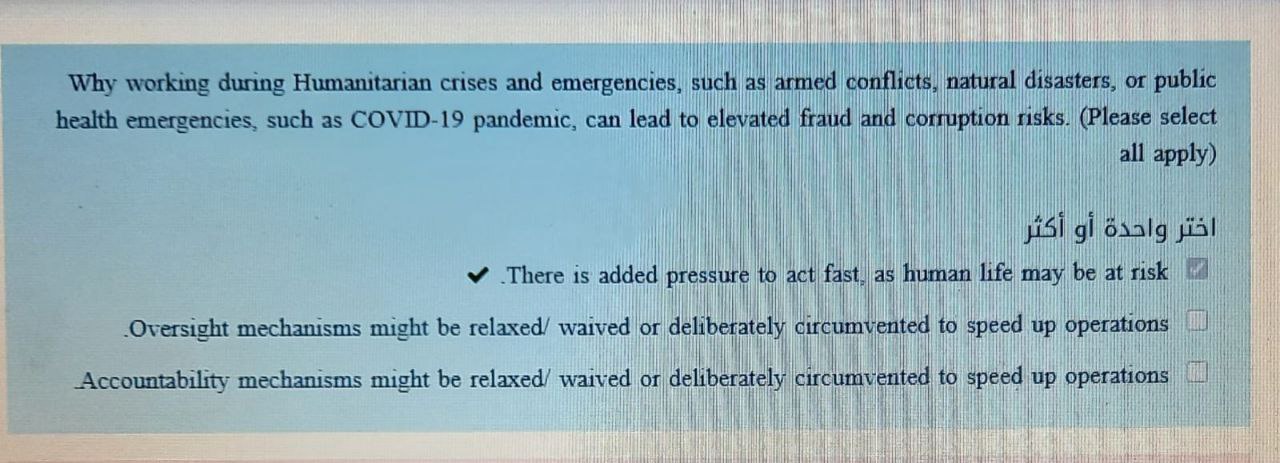 Why working during Humanitarian crises and emergencies, such as armed conflicts, natural disasters, or public
health emergencies, such as COVID-19 pandemic, can lead to elevated fraud and corruption risks. (Please select
all apply)
اختر واحدة أو أكثر
.There is added pressure to act fast, as human life may be at risk
.Oversight mechanisms might be relaxed/ waived or deliberately circumvented to speed up operations
.Accountability mechanisms might be relaxed/ waived or deliberately circumvented to speed up operations